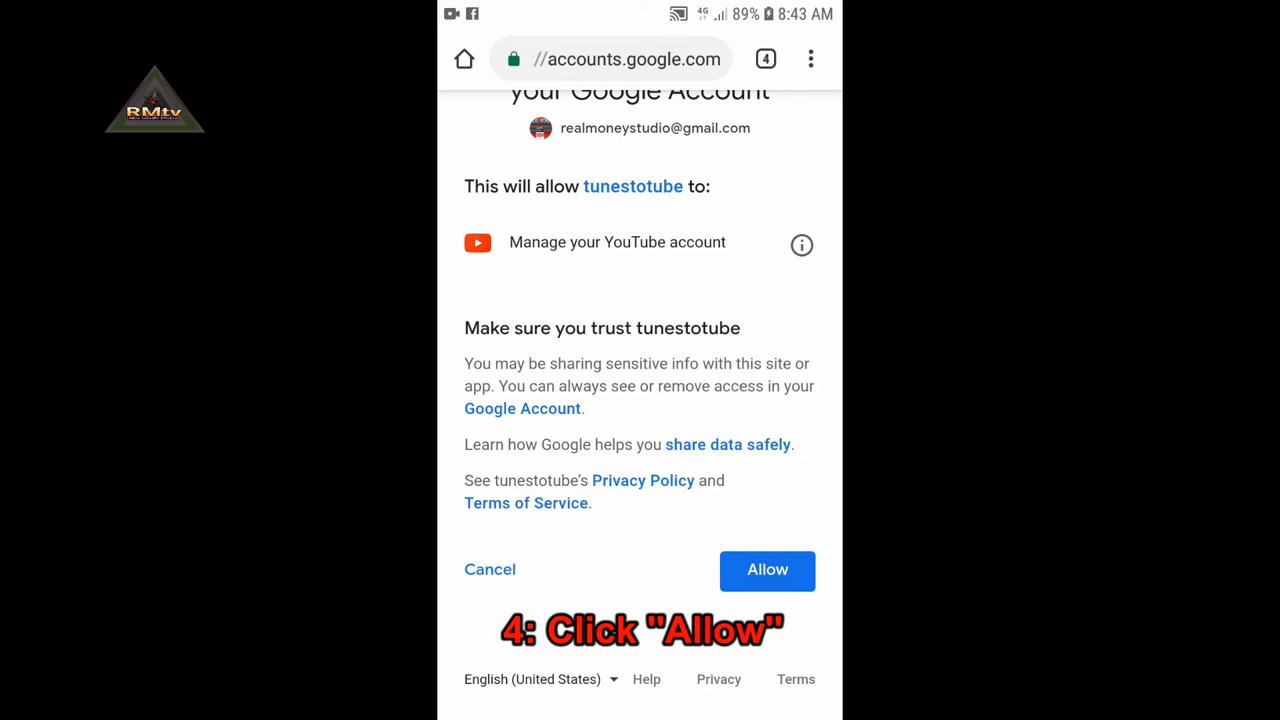 4G 89% 8:43 AM
//accounts.google.com 4
your Google Account
realmoneystudio@gmail.com
RMtv
REAL MONEY STUDIO
This will allow tunestotube to:
Manage your YouTube account
Make sure you trust tunestotube
You may be sharing sensitive info with this site or
app. You can always see or remove access in your
Google Account.
Learn how Google helps you share data safely.
See tunestotube's Privacy Policy and
Terms of Service.
Cancel Allow
4: Click "Allow"
English (United States) Help Privacy Terms